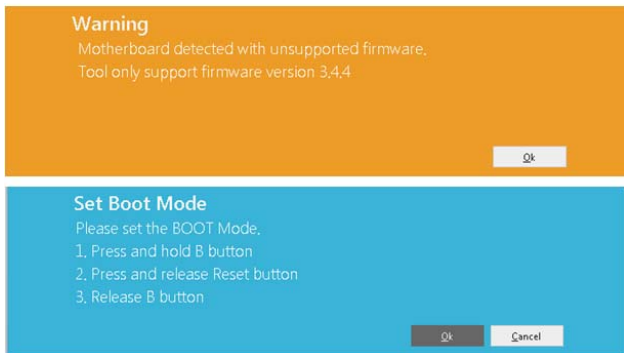 Warning
Motherboard detected with unsupported firmware.
Tool only support firmware version 3.4.4
Ok
Set Boot Mode
Please set the BOOT Mode.
1. Press and hold B button
2. Press and release Reset button
3. Release B button
Ok
Cancel